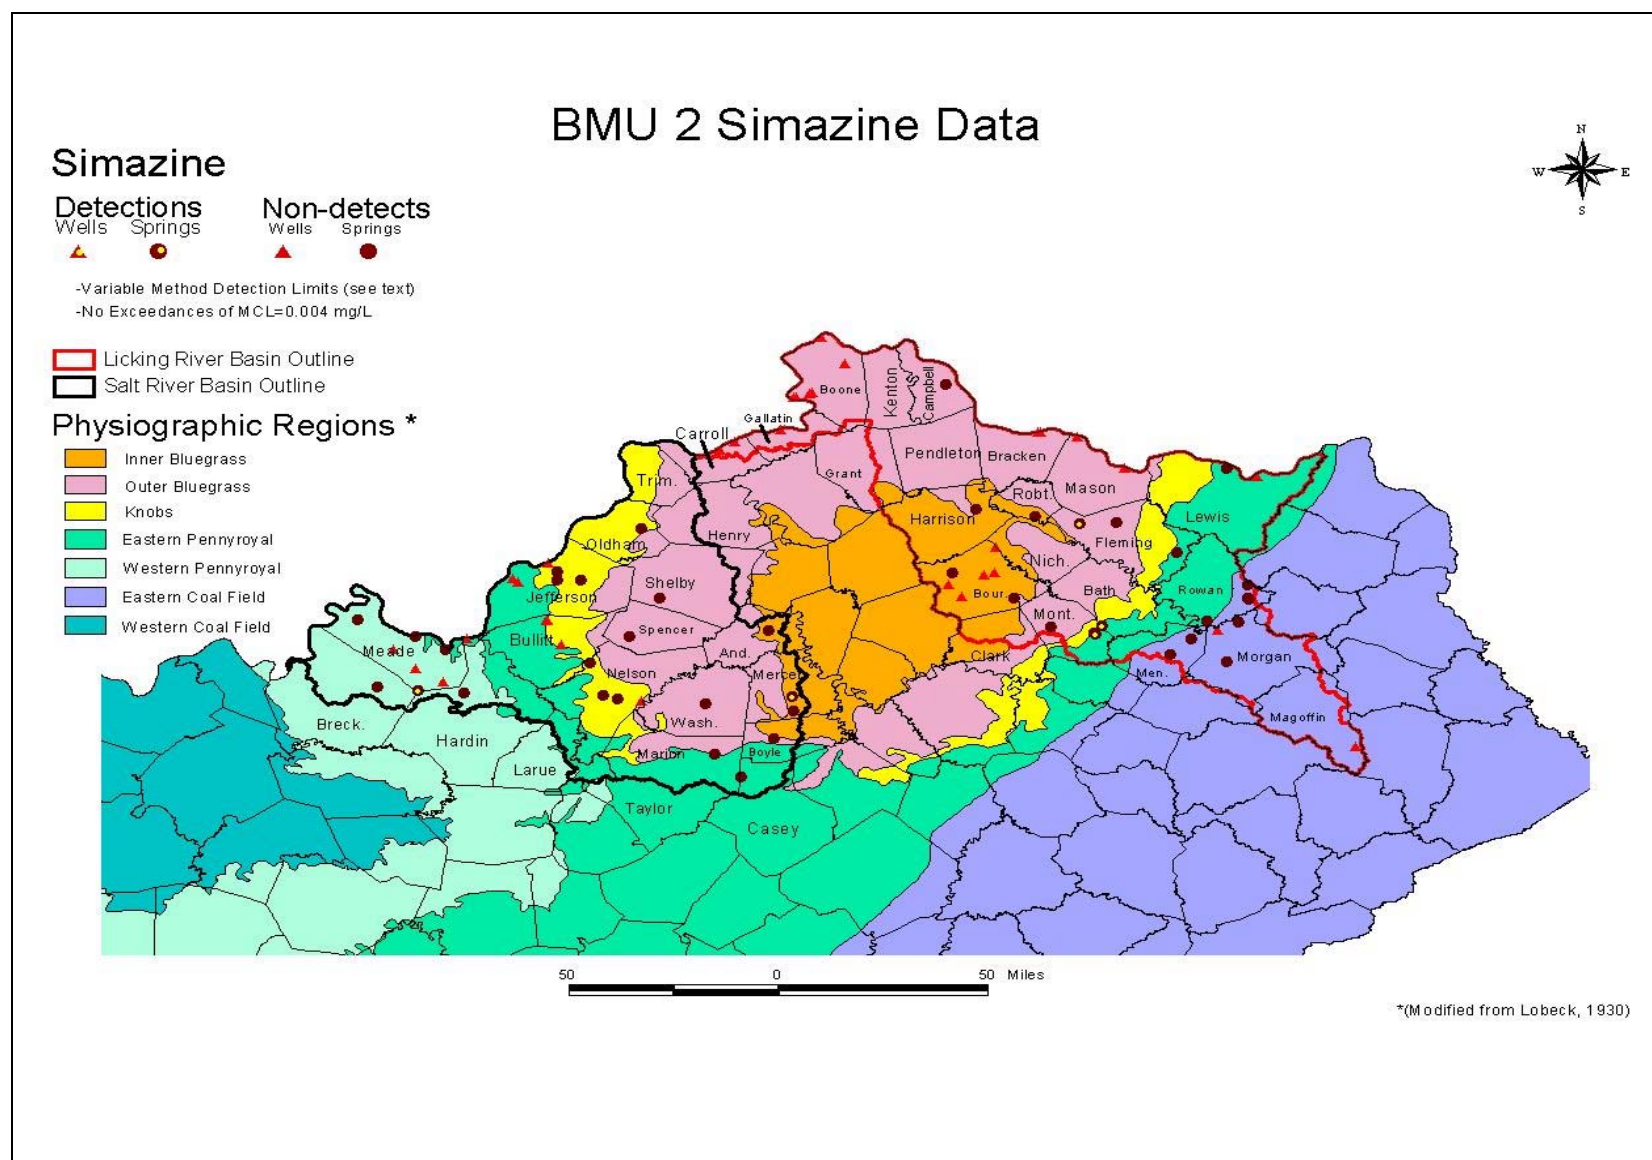 BMU 2 Simazine Data
N
W E
S
Simazine
Detections Non-detects
Wells Springs Wells Springs
-Variable Method Detection Limits (see text)
-No Exceedances of MCL=0.004 mg/L
Licking River Basin Outline
Salt River Basin Outline
Physiographic Regions *
Inner Bluegrass
Outer Bluegrass
Knobs
Eastern Pennyroyal
Western Pennyroyal
Eastern Coal Field
Western Coal Field
Boone
Kenton
Campbell
Gallatin
Carroll
Grant
Pendleton
Bracken
Trim.
Robt.
Mason
Harrison
Lewis
Henry
Oldham
Fleming
Nich.
Shelby
Jefferson
Bour.
Bath
Rowan
Mont.
Spencer
Bullitt
Meade
And.
Clark
Morgan
Nelson
Mercer
Men.
Magoffin
Breck.
Wash.
Hardin
Marion
Boyle
Larue
Taylor
Casey
50 0 50 Miles
*(Modified from Lobeck, 1930)